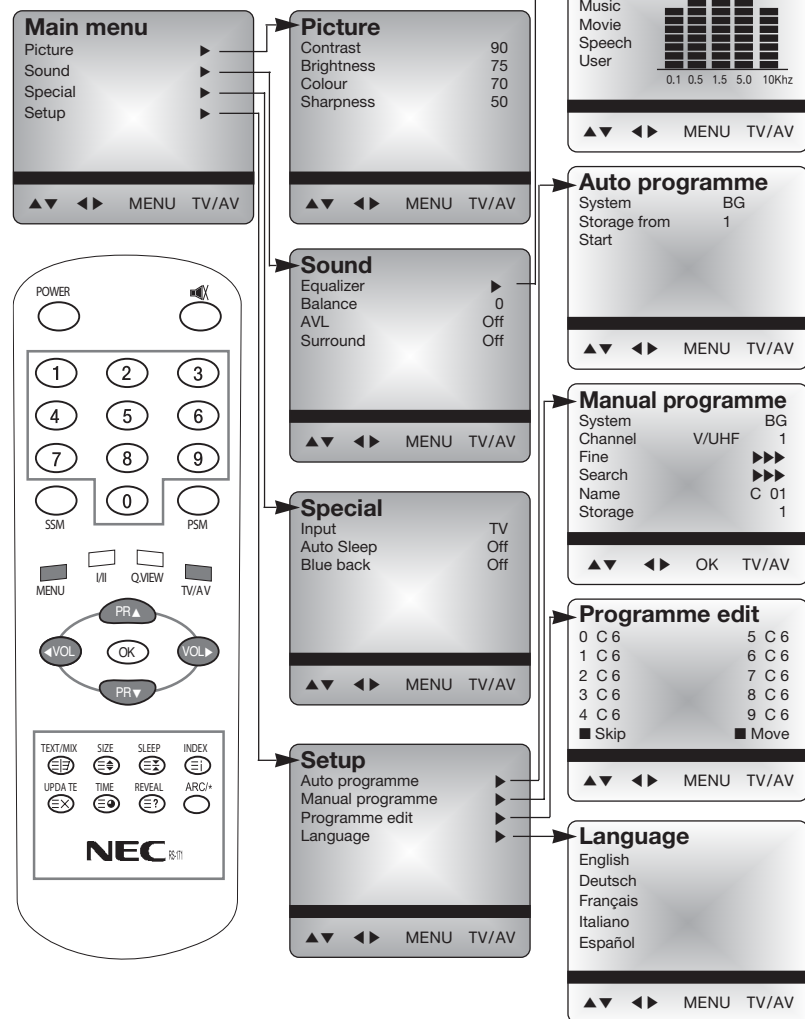 Main menu
Picture ▶
Sound ▶
Special ▶
Setup ▶
▲▼ ◀▶ MENU TV/AV
Picture
Contrast 90
Brightness 75
Colour 70
Sharpness 50
▲▼ ◀▶ MENU TV/AV
Music
Movie
Speech
User
0.1 0.5 1.5 5.0 10Khz
▲▼ ◀▶ MENU TV/AV
Sound
Equalizer ▶
Balance 0
AVL Off
Surround Off
▲▼ ◀▶ MENU TV/AV
Auto programme
System BG
Storage from 1
Start
▲▼ ◀▶ MENU TV/AV
Special
Input TV
Auto Sleep Off
Blue back Off
▲▼ ◀▶ MENU TV/AV
Manual programme
System BG
Channel V/UHF 1
Fine ▶▶▶
Search ▶▶▶
Name C 01
Storage 1
▲▼ ◀▶ OK TV/AV
Setup
Auto programme ▶
Manual programme ▶
Programme edit ▶
Language ▶
▲▼ ◀▶ MENU TV/AV
Programme edit
0 C 6 5 C 6
1 C 6 6 C 6
2 C 6 7 C 6
3 C 6 8 C 6
4 C 6 9 C 6
■ Skip ■ Move
▲▼ ◀▶ MENU TV/AV
Language
English
Deutsch
Français
Italiano
Español
▲▼ ◀▶ MENU TV/AV
POWER
1 2 3
4 5 6
7 8 9
0
SSM PSM
MENU I/II Q.VIEW TV/AV
PR▲
◀VOL OK VOL▶
PR▼
TEXT/MIX SIZE SLEEP INDEX
UPDA TE TIME REVEAL ARC/*
NEC RS-171